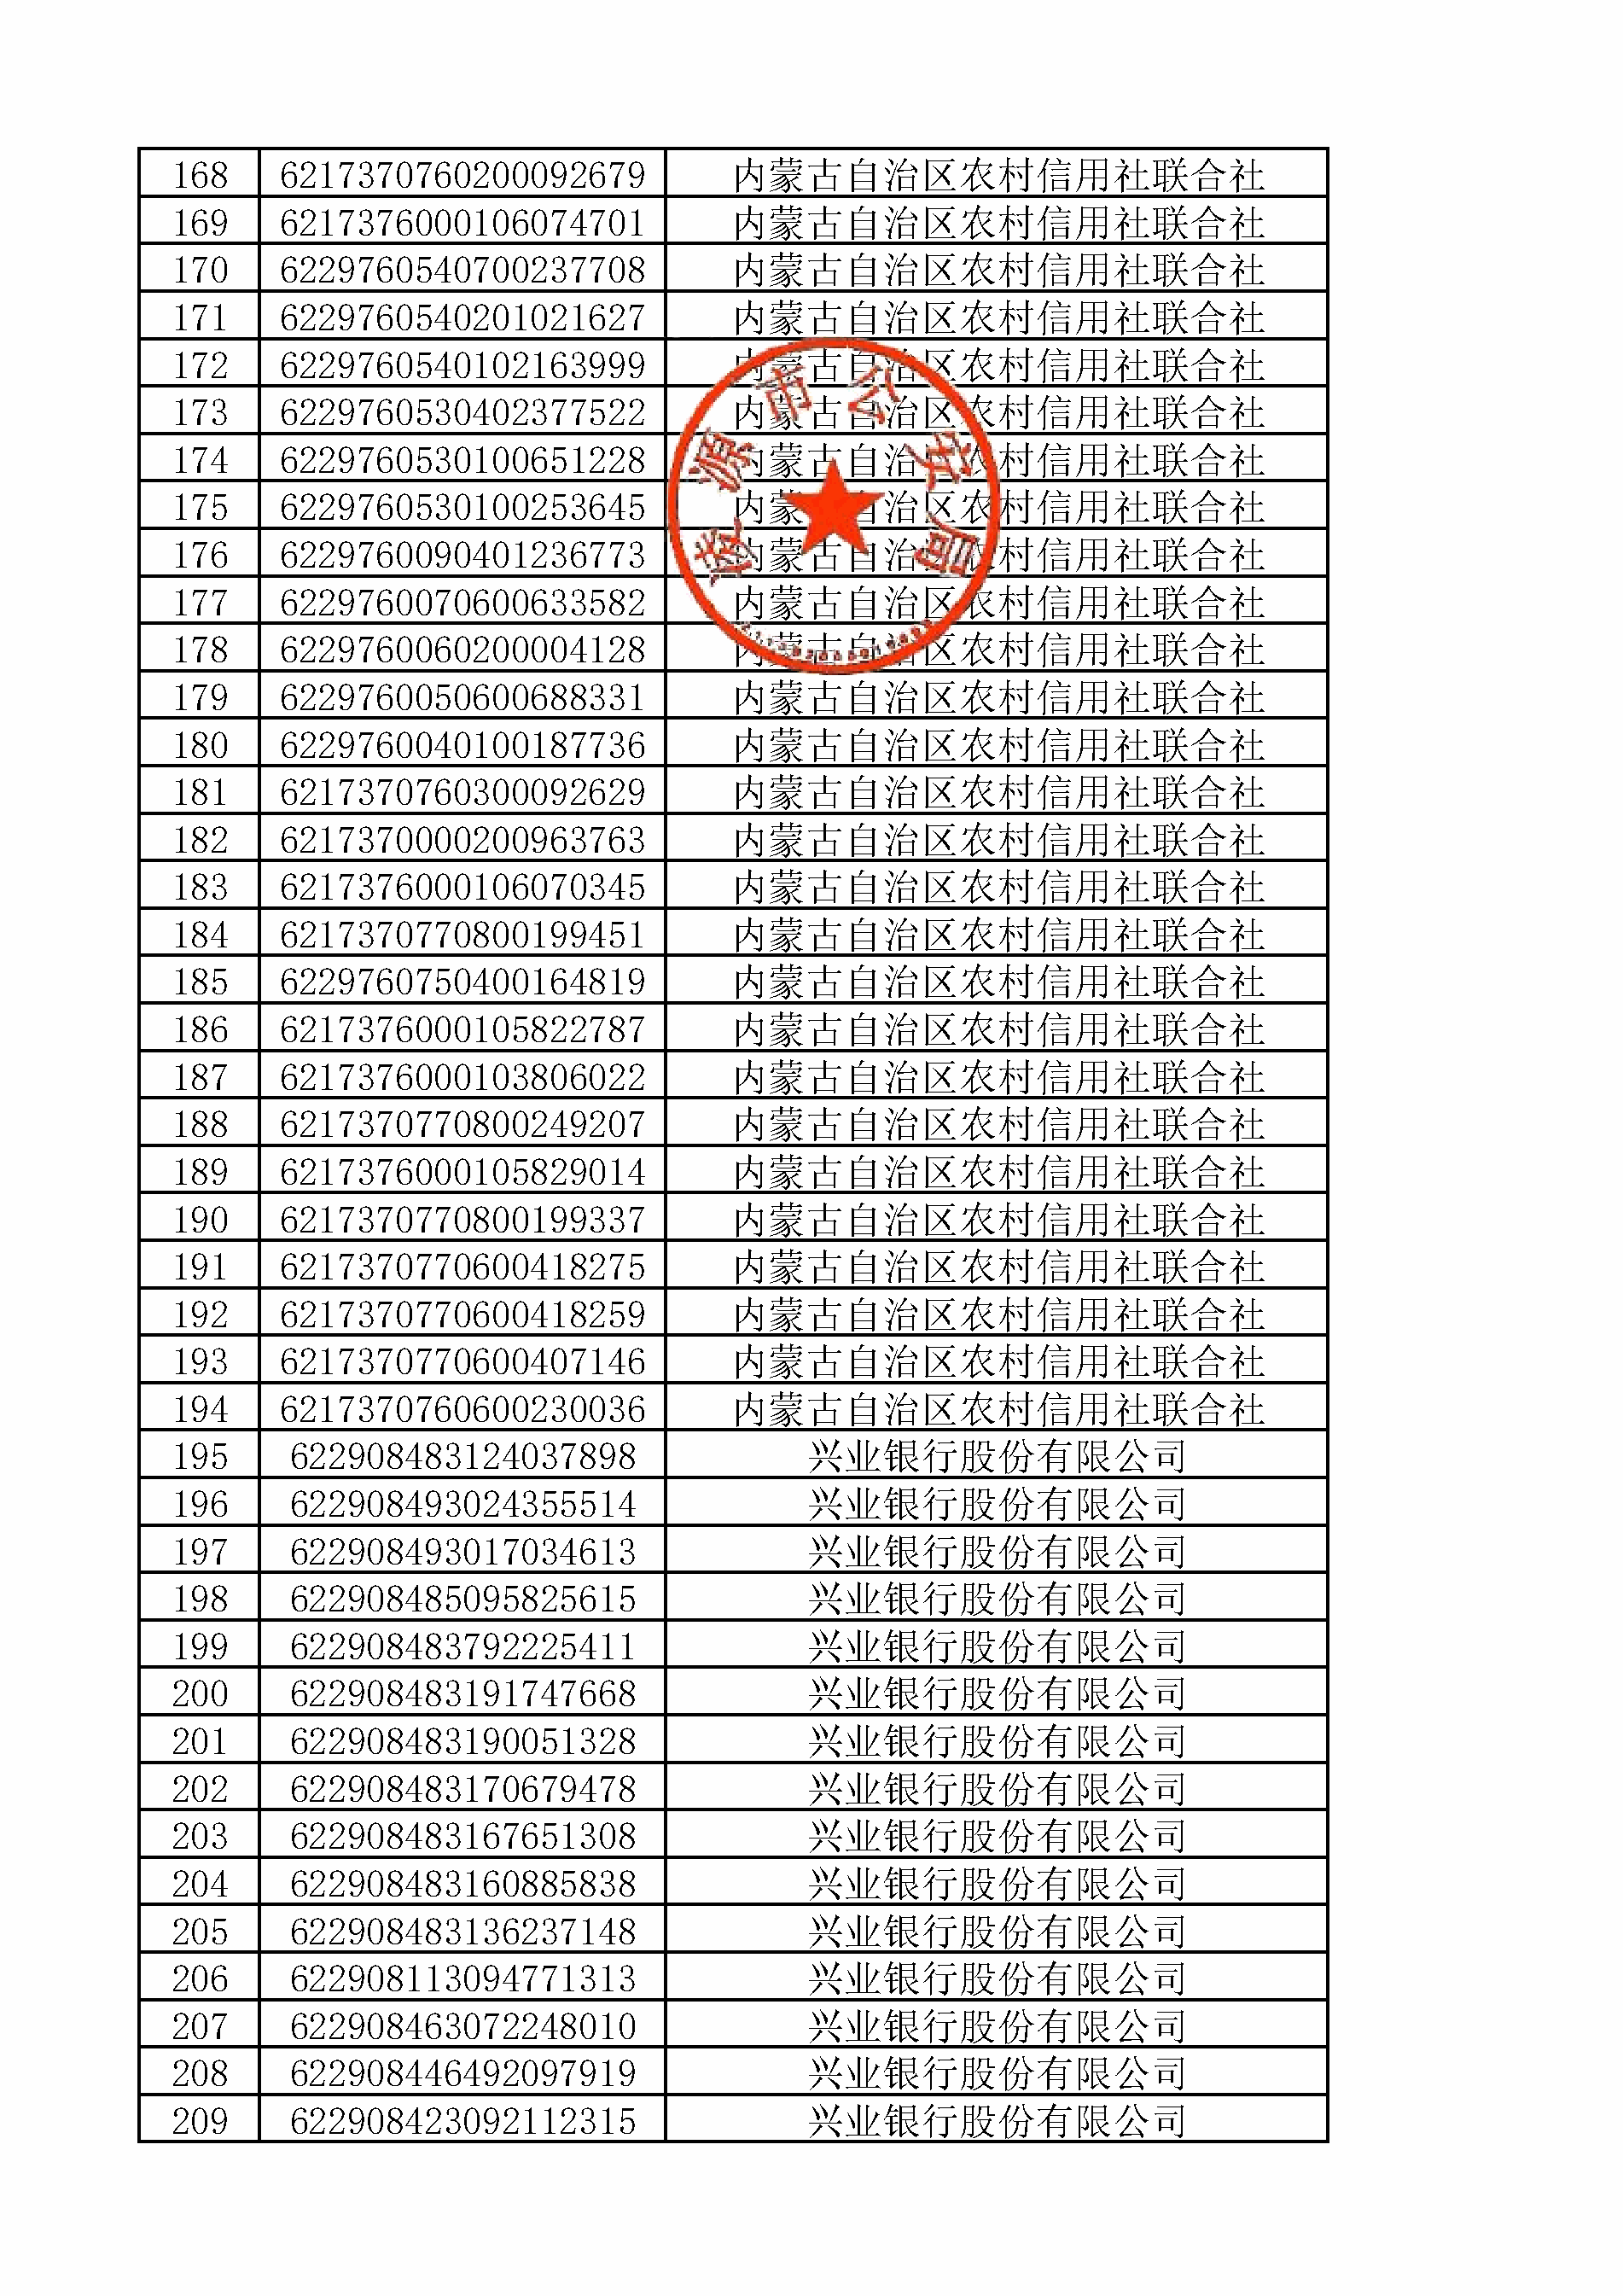 168 6217370760200092679 内蒙古自治区农村信用社联合社
169 6217376000106074701 内蒙古自治区农村信用社联合社
170 6229760540700237708 内蒙古自治区农村信用社联合社
171 6229760540201021627 内蒙古自治区农村信用社联合社
172 6229760540102163999 内蒙古自治区农村信用社联合社
173 6229760530402377522 内蒙古自治区农村信用社联合社
174 6229760530100651228 内蒙古自治区农村信用社联合社
175 6229760530100253645 内蒙古自治区农村信用社联合社
176 6229760090401236773 内蒙古自治区农村信用社联合社
177 6229760070600633582 内蒙古自治区农村信用社联合社
178 6229760060200004128 内蒙古自治区农村信用社联合社
凌源市公安局
179 6229760050600688331 内蒙古自治区农村信用社联合社
180 6229760040100187736 内蒙古自治区农村信用社联合社
181 6217370760300092629 内蒙古自治区农村信用社联合社
182 6217370000200963763 内蒙古自治区农村信用社联合社
183 6217376000106070345 内蒙古自治区农村信用社联合社
184 6217370770800199451 内蒙古自治区农村信用社联合社
185 6229760750400164819 内蒙古自治区农村信用社联合社
186 6217376000105822787 内蒙古自治区农村信用社联合社
187 6217376000103806022 内蒙古自治区农村信用社联合社
188 6217370770800249207 内蒙古自治区农村信用社联合社
189 6217376000105829014 内蒙古自治区农村信用社联合社
190 6217370770800199337 内蒙古自治区农村信用社联合社
191 6217370770600418275 内蒙古自治区农村信用社联合社
192 6217370770600418259 内蒙古自治区农村信用社联合社
193 6217370770600407146 内蒙古自治区农村信用社联合社
194 6217370760600230036 内蒙古自治区农村信用社联合社
195 622908483124037898 兴业银行股份有限公司
196 622908493024355514 兴业银行股份有限公司
197 622908493017034613 兴业银行股份有限公司
198 622908485095825615 兴业银行股份有限公司
199 622908483792225411 兴业银行股份有限公司
200 622908483191747668 兴业银行股份有限公司
201 622908483190051328 兴业银行股份有限公司
202 622908483170679478 兴业银行股份有限公司
203 622908483167651308 兴业银行股份有限公司
204 622908483160885838 兴业银行股份有限公司
205 622908483136237148 兴业银行股份有限公司
206 622908113094771313 兴业银行股份有限公司
207 622908463072248010 兴业银行股份有限公司
208 622908446492097919 兴业银行股份有限公司
209 622908423092112315 兴业银行股份有限公司